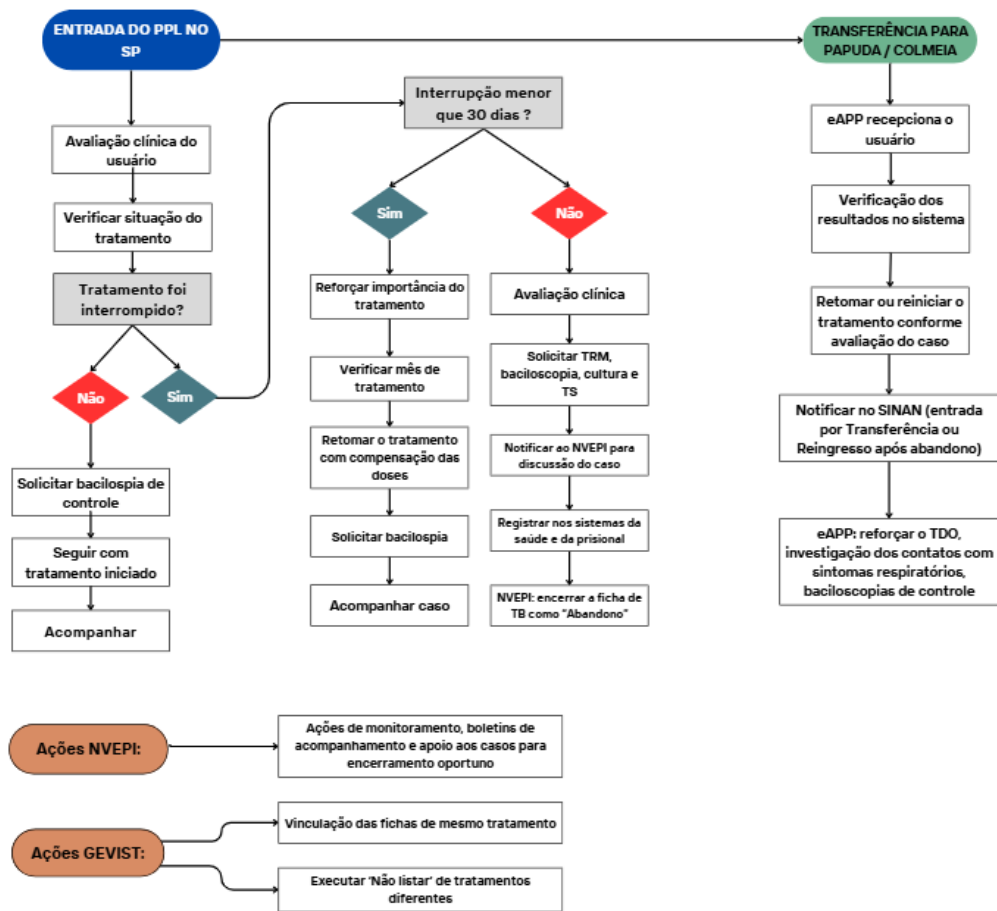 ENTRADA DO PPL NO
SP
Avaliação clínica do
usuário
Verificar situação do
tratamento
Tratamento foi
interrompido?
Não
Sim
Solicitar bacilospia de
controle
Seguir com
tratamento iniciado
Acompanhar
Interrupção menor
que 30 dias ?
Sim
Não
Reforçar importância do
tratamento
Verificar mês de
tratamento
Retomar o tratamento
com compensação das
doses
Solicitar bacilospia
Acompanhar caso
Avaliação clínica
Solicitar TRM,
baciloscopia, cultura e
TS
Notificar ao NVEPI para
discussão do caso
Registrar nos sistemas da
saúde e da prisional
NVEPI: encerrar a ficha de
TB como "Abandono"
TRANSFERÊNCIA PARA
PAPUDA / COLMEIA
eAPP recepciona o
usuário
Verificação dos
resultados no sistema
Retomar ou reiniciar o
tratamento conforme
avaliação do caso
Notificar no SINAN (entrada
por Transferência ou
Reingresso após abandono)
eAPP: reforçar o TDO,
investigação dos contatos com
sintomas respiratórios,
baciloscopias de controle
Ações NVEPI:
Ações de monitoramento, boletins de
acompanhamento e apoio aos casos para
encerramento oportuno
Ações GEVIST:
Vinculação das fichas de mesmo tratamento
Executar 'Não listar' de tratamentos
diferentes